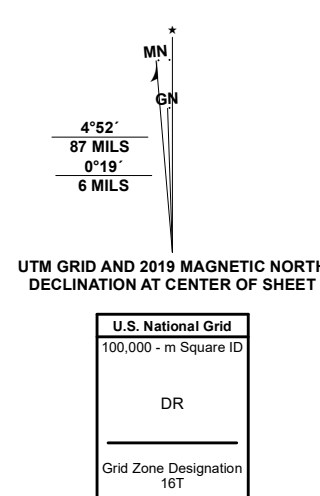 ★
MN
GN
4°52´
87 MILS
0°19´
6 MILS
UTM GRID AND 2019 MAGNETIC NORTH
DECLINATION AT CENTER OF SHEET
U.S. National Grid
100,000 - m Square ID
DR
Grid Zone Designation
16T